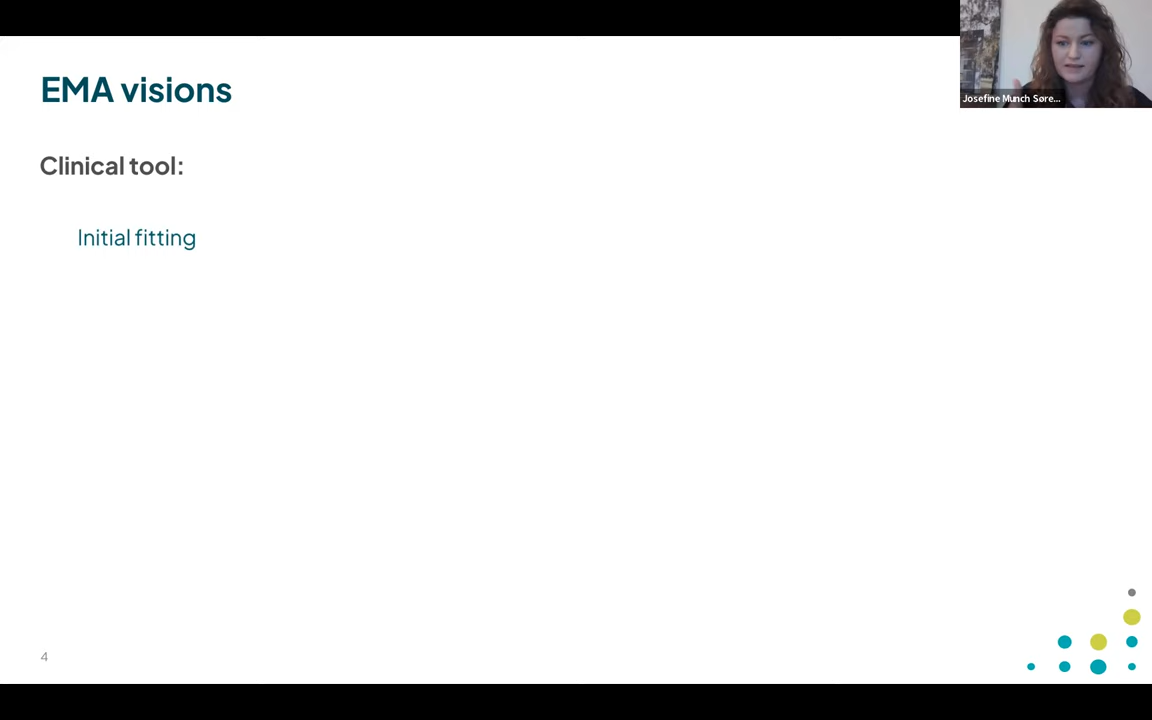 EMA visions
Josefine Munch Søre...
Clinical tool:
Initial fitting
4